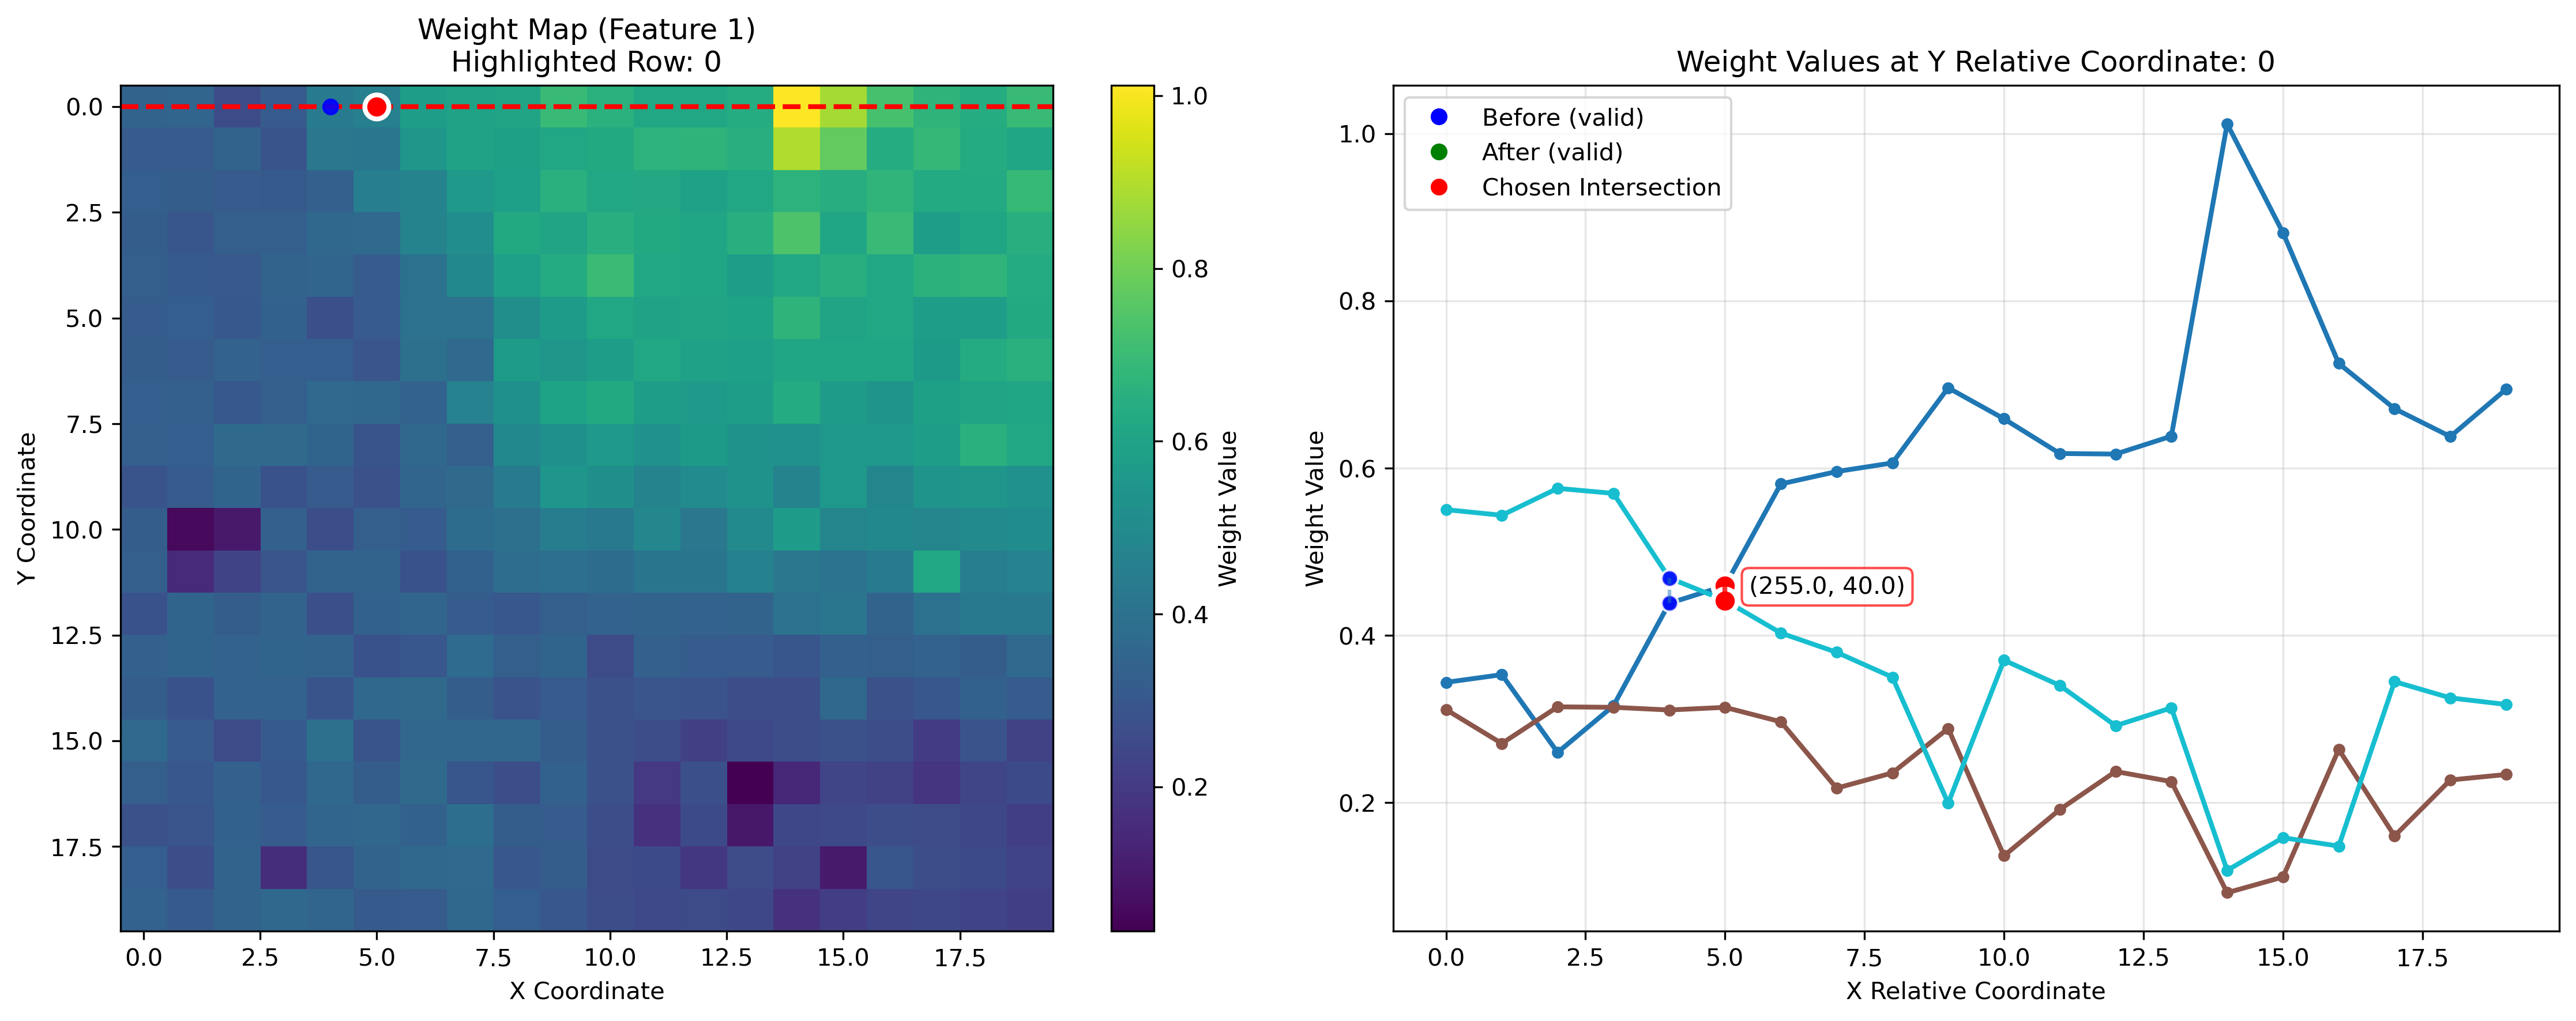 Weight Map (Feature 1)
Highlighted Row: 0
0.0
2.5
5.0
7.5
10.0
12.5
15.0
17.5
Y Coordinate
0.0 2.5 5.0 7.5 10.0 12.5 15.0 17.5
X Coordinate
1.0
0.8
0.6
0.4
0.2
Weight Value
Weight Values at Y Relative Coordinate: 0
Before (valid)
After (valid)
Chosen Intersection
(255.0, 40.0)
1.0
0.8
0.6
0.4
0.2
Weight Value
0.0 2.5 5.0 7.5 10.0 12.5 15.0 17.5
X Relative Coordinate